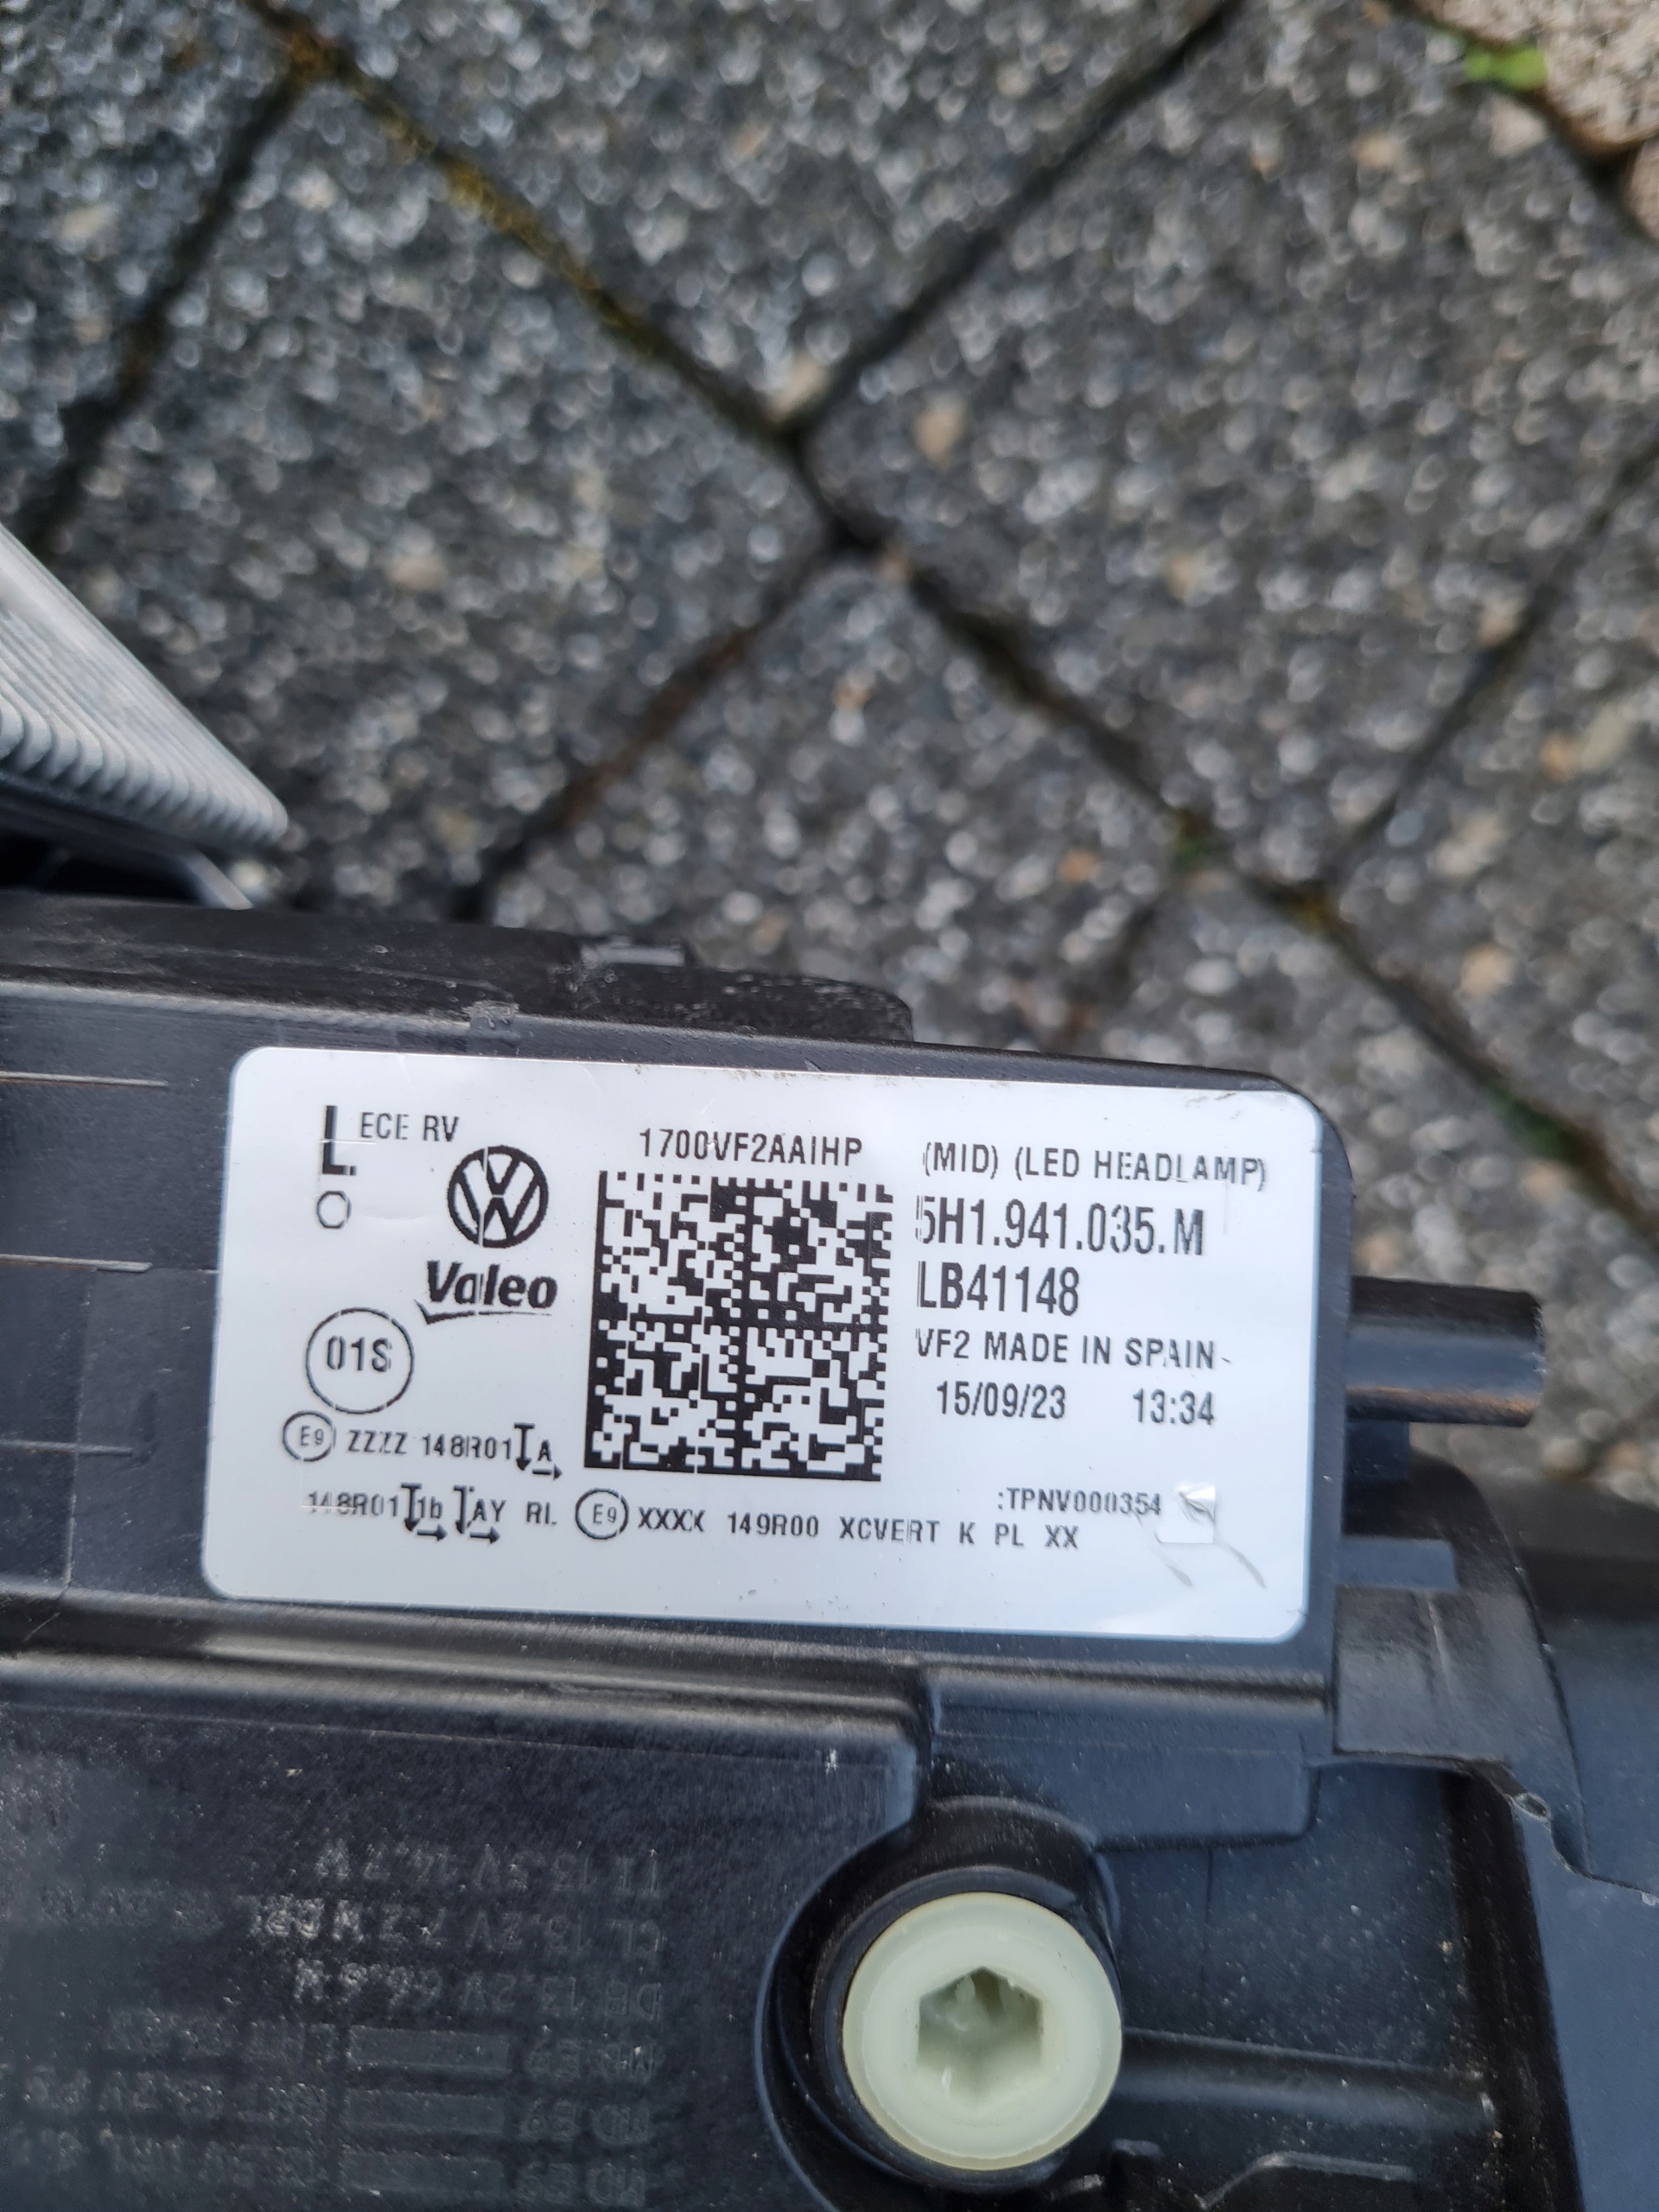 L ECE RV
1700VF2AAIHP
(MID) (LED HEADLAMP)
5H1.941.035.M
Valeo
LB41148
01S
VF2 MADE IN SPAIN
15/09/23 13:34
E9 ZZZZ 148R01 A
:TPNV000354
148R01 1b AY RL E9 XXXX 149R00 XCVERT K PL XX